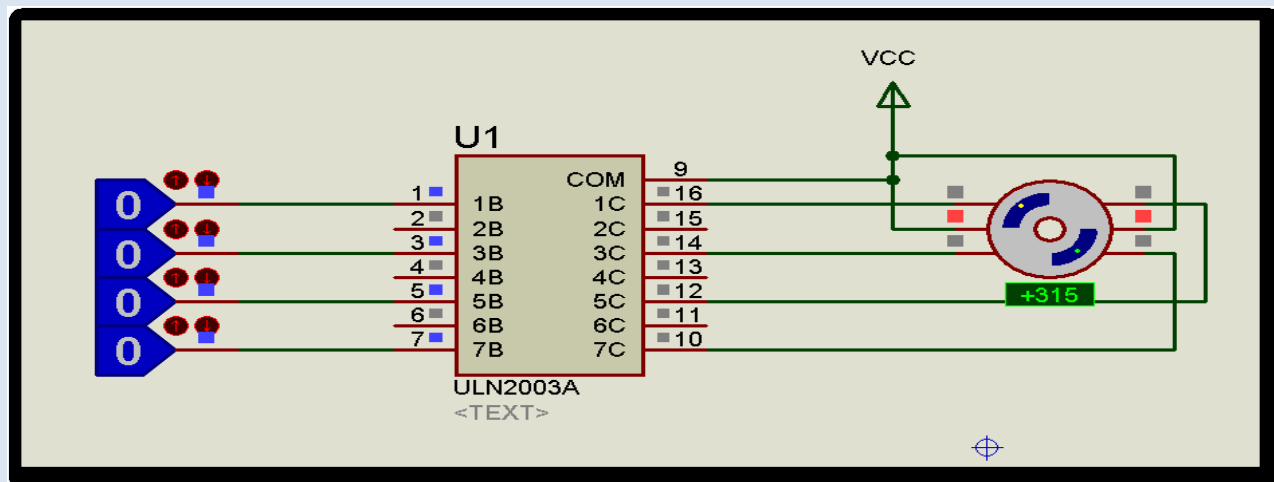 VCC
U1
0
0
0
0
1
2
3
4
5
6
7
1B
2B
3B
4B
5B
6B
7B
COM
1C
2C
3C
4C
5C
6C
7C
9
16
15
14
13
12
11
10
ULN2003A
<TEXT>
+315